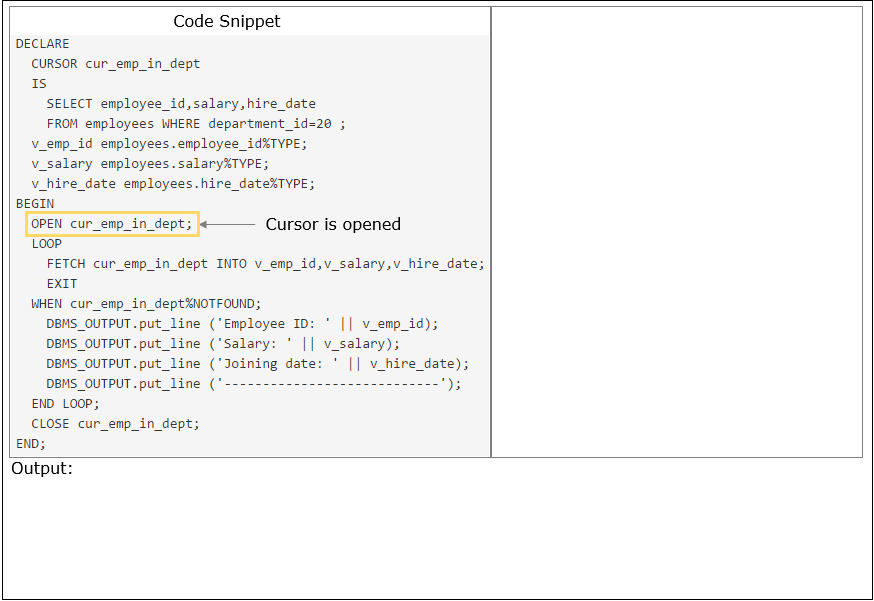 Code Snippet
DECLARE
CURSOR cur_emp_in_dept
IS
SELECT employee_id,salary,hire_date
FROM employees WHERE department_id=20 ;
v_emp_id employees.employee_id%TYPE;
v_salary employees.salary%TYPE;
v_hire_date employees.hire_date%TYPE;
BEGIN
OPEN cur_emp_in_dept; Cursor is opened
LOOP
FETCH cur_emp_in_dept INTO v_emp_id,v_salary,v_hire_date;
EXIT
WHEN cur_emp_in_dept%NOTFOUND;
DBMS_OUTPUT.put_line ('Employee ID: ' || v_emp_id);
DBMS_OUTPUT.put_line ('Salary: ' || v_salary);
DBMS_OUTPUT.put_line ('Joining date: ' || v_hire_date);
DBMS_OUTPUT.put_line ('----------------------------');
END LOOP;
CLOSE cur_emp_in_dept;
END;
Output: